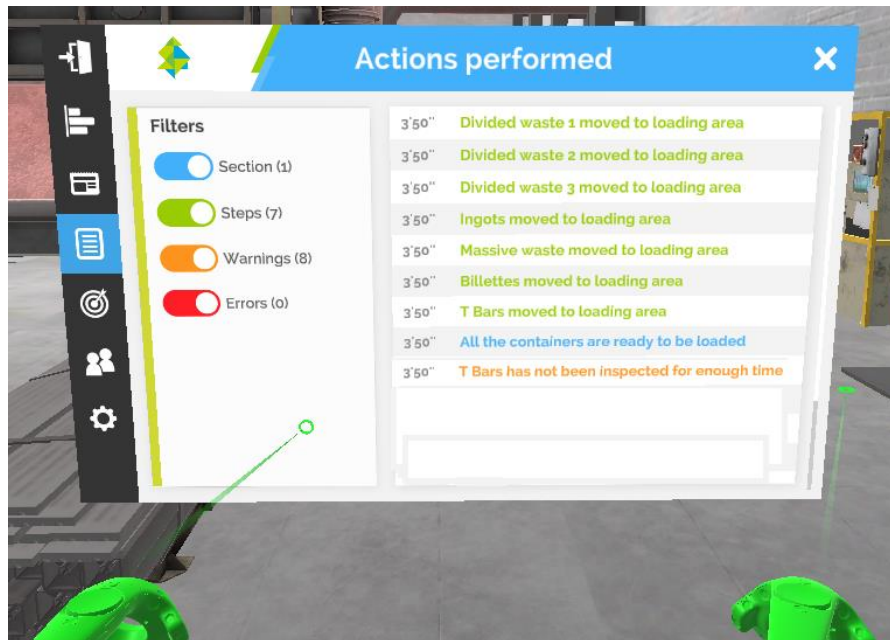 Actions performed
Filters
Section (1)
Steps (7)
Warnings (8)
Errors (0)
3'50'' Divided waste 1 moved to loading area
3'50'' Divided waste 2 moved to loading area
3'50'' Divided waste 3 moved to loading area
3'50'' Ingots moved to loading area
3'50'' Massive waste moved to loading area
3'50'' Billettes moved to loading area
3'50'' T Bars moved to loading area
3'50'' All the containers are ready to be loaded
3'50'' T Bars has not been inspected for enough time